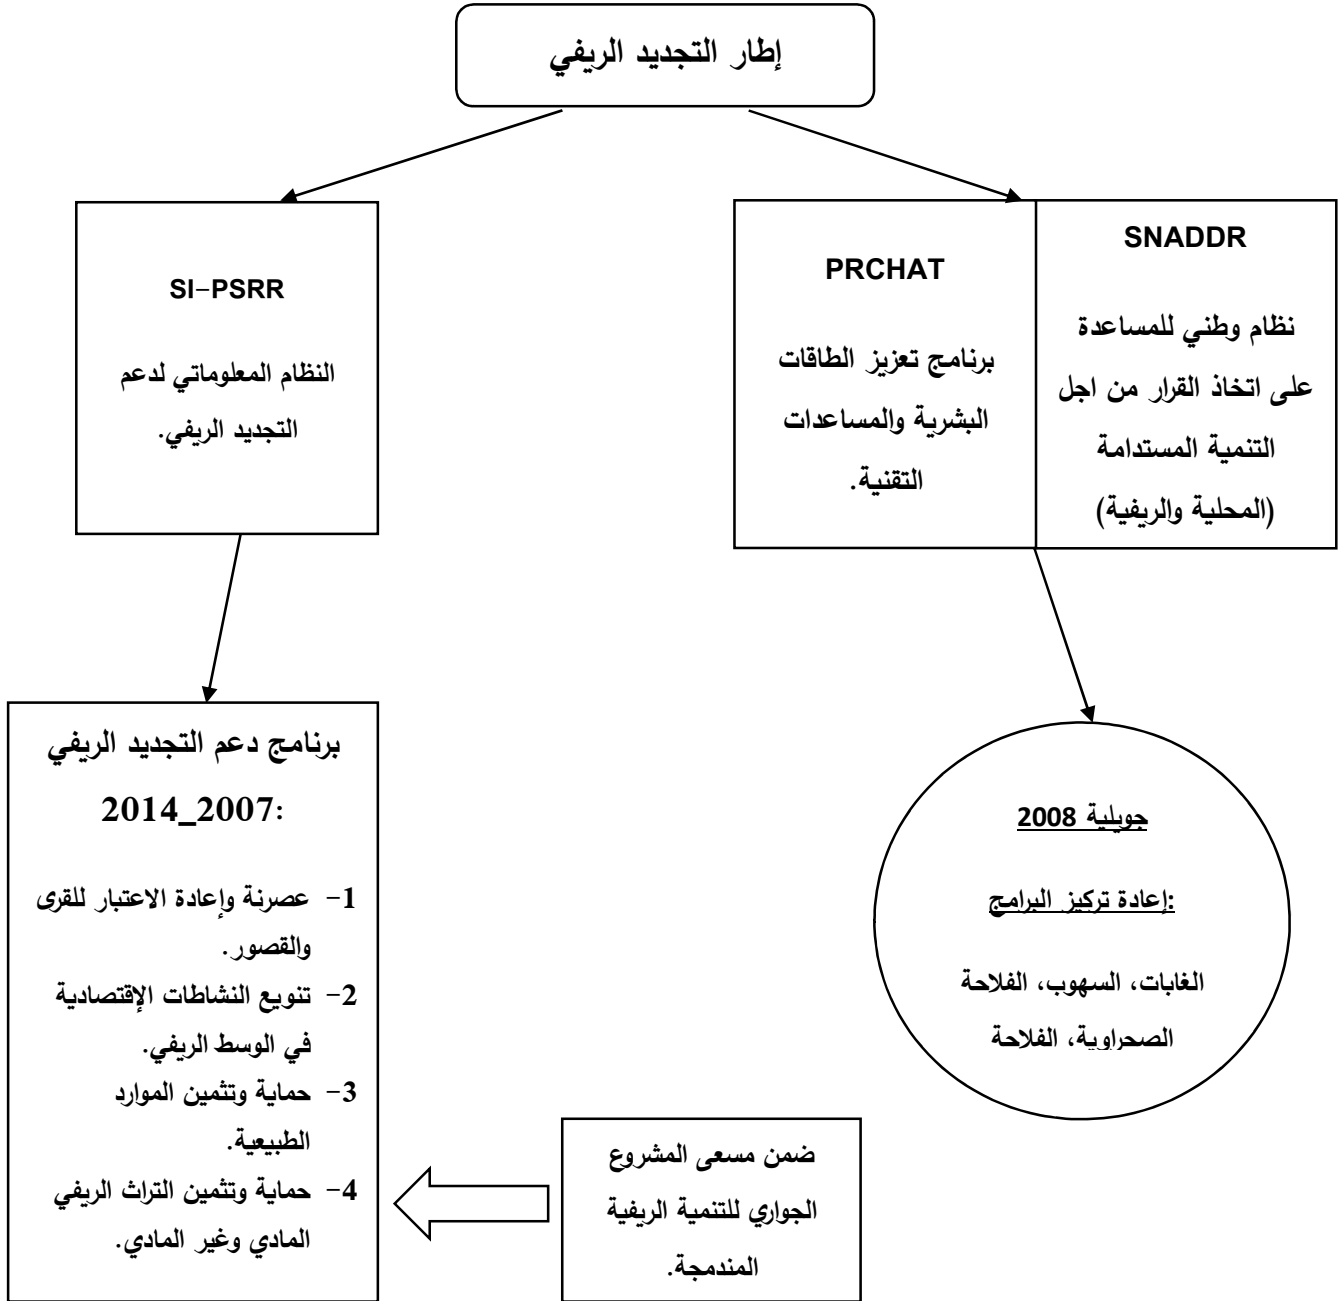 إطار التجديد الريفي
SNADDR
نظام وطني للمساعدة
على اتخاذ القرار من اجل
التنمية المستدامة
(المحلية والريفية)
PRCHAT
برنامج تعزيز الطاقات
البشرية والمساعدات
التقنية.
SI-PSRR
النظام المعلوماتي لدعم
التجديد الريفي.
جويلية 2008
إعادة تركيز البرامج:
الغابات، السهوب، الفلاحة
الصحراوية، الفلاحة
برنامج دعم التجديد الريفي
2014_2007:
1- عصرنة وإعادة الاعتبار للقرى
والقصور.
2- تنويع النشاطات الإقتصادية
في الوسط الريفي.
3- حماية وتثمين الموارد
الطبيعية.
4- حماية وتثمين التراث الريفي
المادي وغير المادي.
ضمن مسعى المشروع
الجواري للتنمية الريفية
المندمجة.